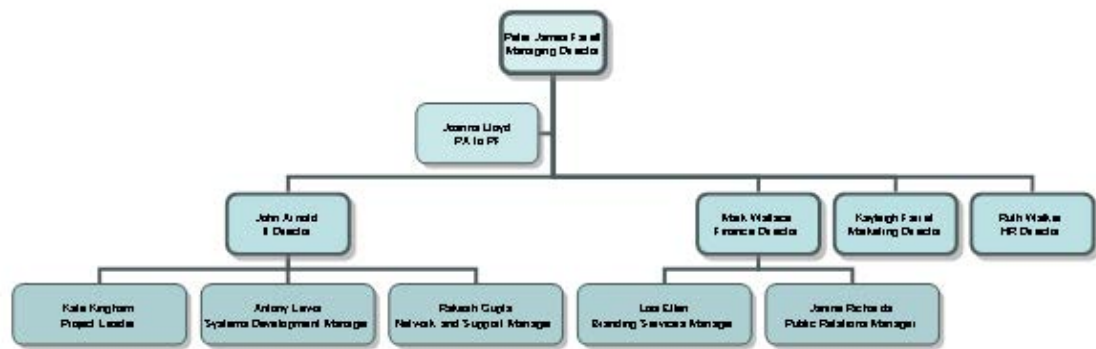 Peter James Farrell
Managing Director
Joanna Lloyd
PA to PF
John Arnold
IT Director
Mark Wallace
Finance Director
Kayleigh Farrell
Marketing Director
Ruth Walker
HR Director
Kate Kingham
Project Leader
Antony Lewis
Systems Development Manager
Rakesh Gupta
Network and Support Manager
Ellen
Branding Services Manager
Janine Richards
Public Relations Manager